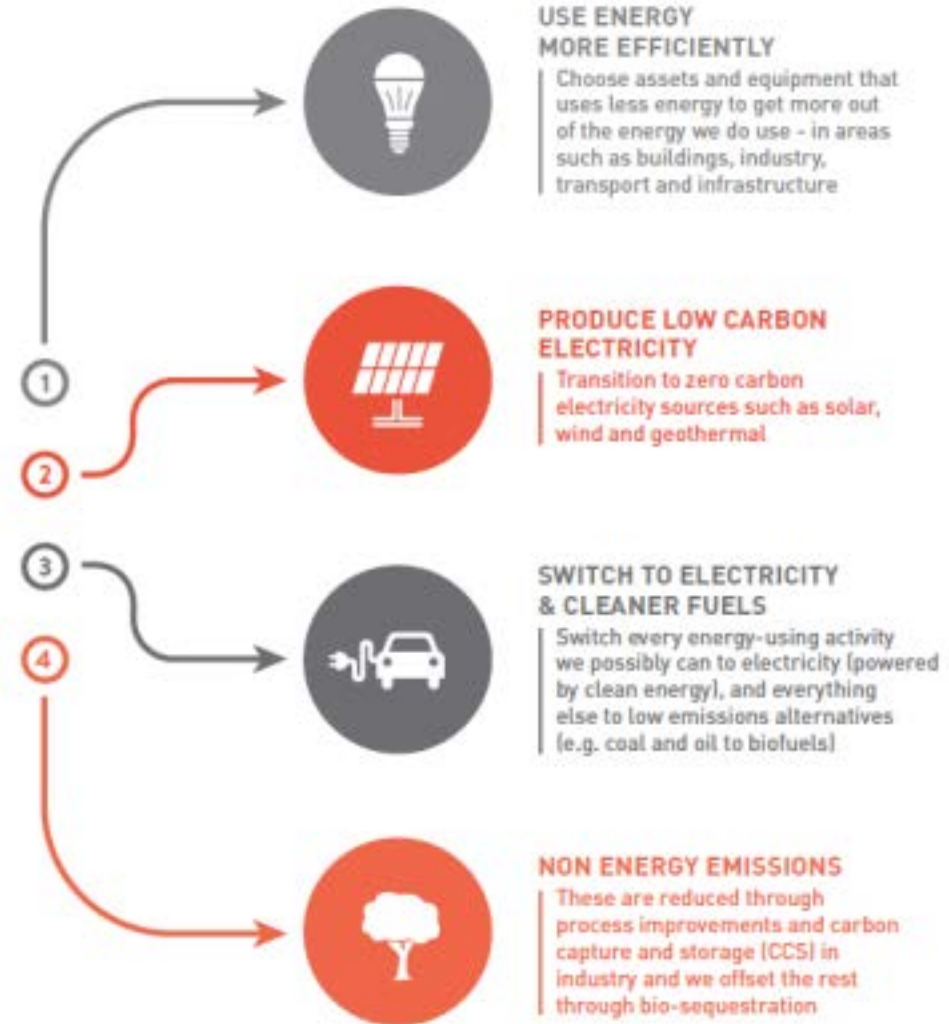 USE ENERGY
MORE EFFICIENTLY
Choose assets and equipment that
uses less energy to get more out
of the energy we do use - in areas
such as buildings, industry,
transport and infrastructure
1
PRODUCE LOW CARBON
ELECTRICITY
Transition to zero carbon
electricity sources such as solar,
wind and geothermal
2
3
SWITCH TO ELECTRICITY
& CLEANER FUELS
Switch every energy-using activity
we possibly can to electricity (powered
by clean energy), and everything
else to low emissions alternatives
(e.g. coal and oil to biofuels)
4
NON ENERGY EMISSIONS
These are reduced through
process improvements and carbon
capture and storage (CCS) in
industry and we offset the rest
through bio-sequestration